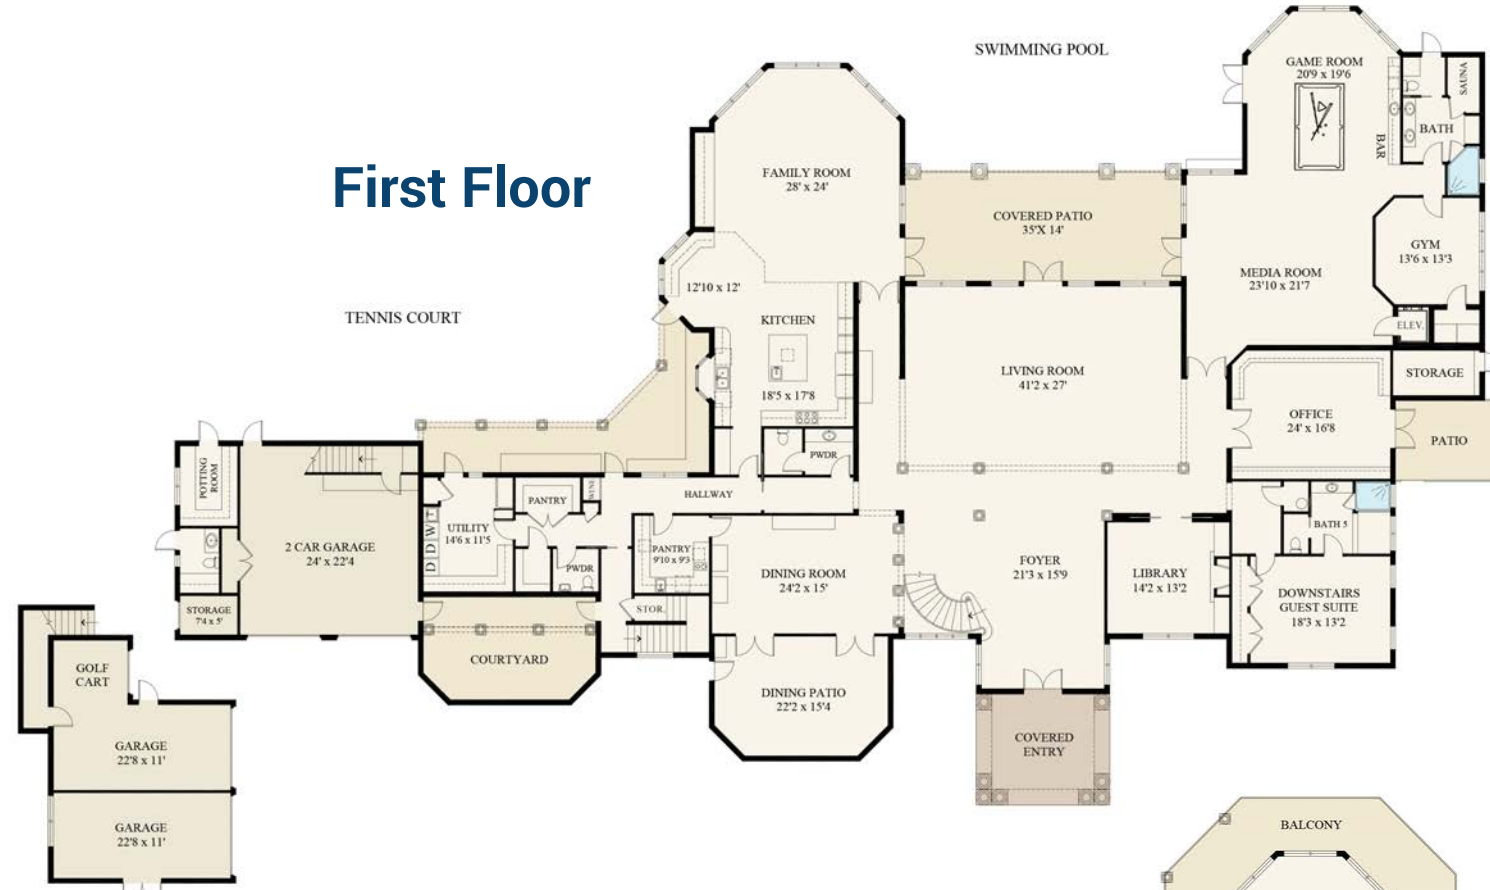 First Floor
SWIMMING POOL
TENNIS COURT
GAME ROOM
20'9 x 19'6
SAUNA
BATH
BAR
FAMILY ROOM
28' x 24'
COVERED PATIO
35'X 14'
GYM
13'6 x 13'3
MEDIA ROOM
23'10 x 21'7
12'10 x 12'
KITCHEN
18'5 x 17'8
ELEV.
LIVING ROOM
41'2 x 27'
STORAGE
OFFICE
24' x 16'8
PATIO
PWDR
POTTING
ROOM
HALLWAY
PANTRY
WINE
UTILITY
14'6 x 11'5
D D W T
2 CAR GARAGE
24' x 22'4
PANTRY
9'10 x 9'3
PWDR
BATH 5
DINING ROOM
24'2 x 15'
FOYER
21'3 x 15'9
LIBRARY
14'2 x 13'2
DOWNSTAIRS
GUEST SUITE
18'3 x 13'2
STORAGE
7'4 x 5'
STOR.
COURTYARD
GOLF
CART
DINING PATIO
22'2 x 15'4
GARAGE
22'8 x 11'
COVERED
ENTRY
GARAGE
22'8 x 11'
BALCONY